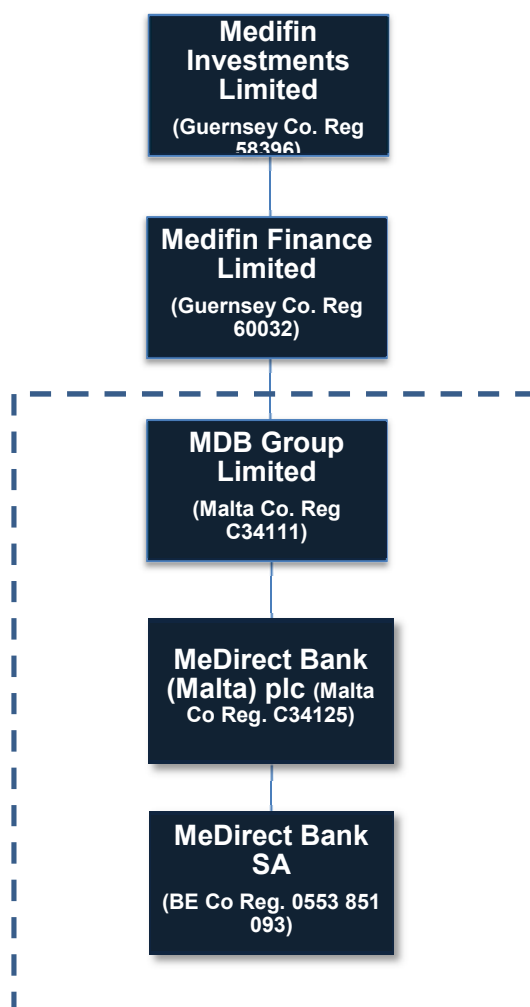 Medifin
Investments
Limited
(Guernsey Co. Reg
58396)
Medifin Finance
Limited
(Guernsey Co. Reg
60032)
MDB Group
Limited
(Malta Co. Reg
C34111)
MeDirect Bank
(Malta) plc (Malta
Co Reg. C34125)
MeDirect Bank
SA
(BE Co Reg. 0553 851
093)